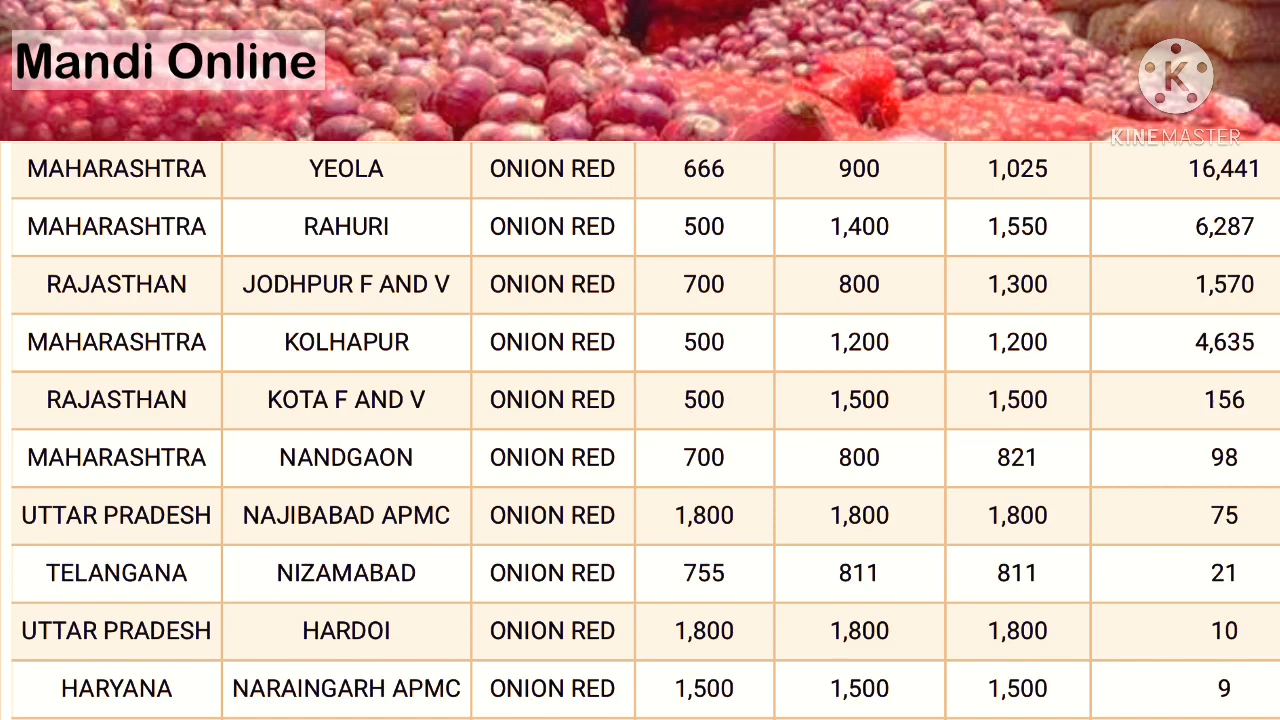 Mandi Online
K
KINEMASTER
MAHARASHTRA YEOLA ONION RED 666 900 1,025 16,441
MAHARASHTRA RAHURI ONION RED 500 1,400 1,550 6,287
RAJASTHAN JODHPUR F AND V ONION RED 700 800 1,300 1,570
MAHARASHTRA KOLHAPUR ONION RED 500 1,200 1,200 4,635
RAJASTHAN KOTA F AND V ONION RED 500 1,500 1,500 156
MAHARASHTRA NANDGAON ONION RED 700 800 821 98
UTTAR PRADESH NAJIBABAD APMC ONION RED 1,800 1,800 1,800 75
TELANGANA NIZAMABAD ONION RED 755 811 811 21
UTTAR PRADESH HARDOI ONION RED 1,800 1,800 1,800 10
HARYANA NARAINGARH APMC ONION RED 1,500 1,500 1,500 9